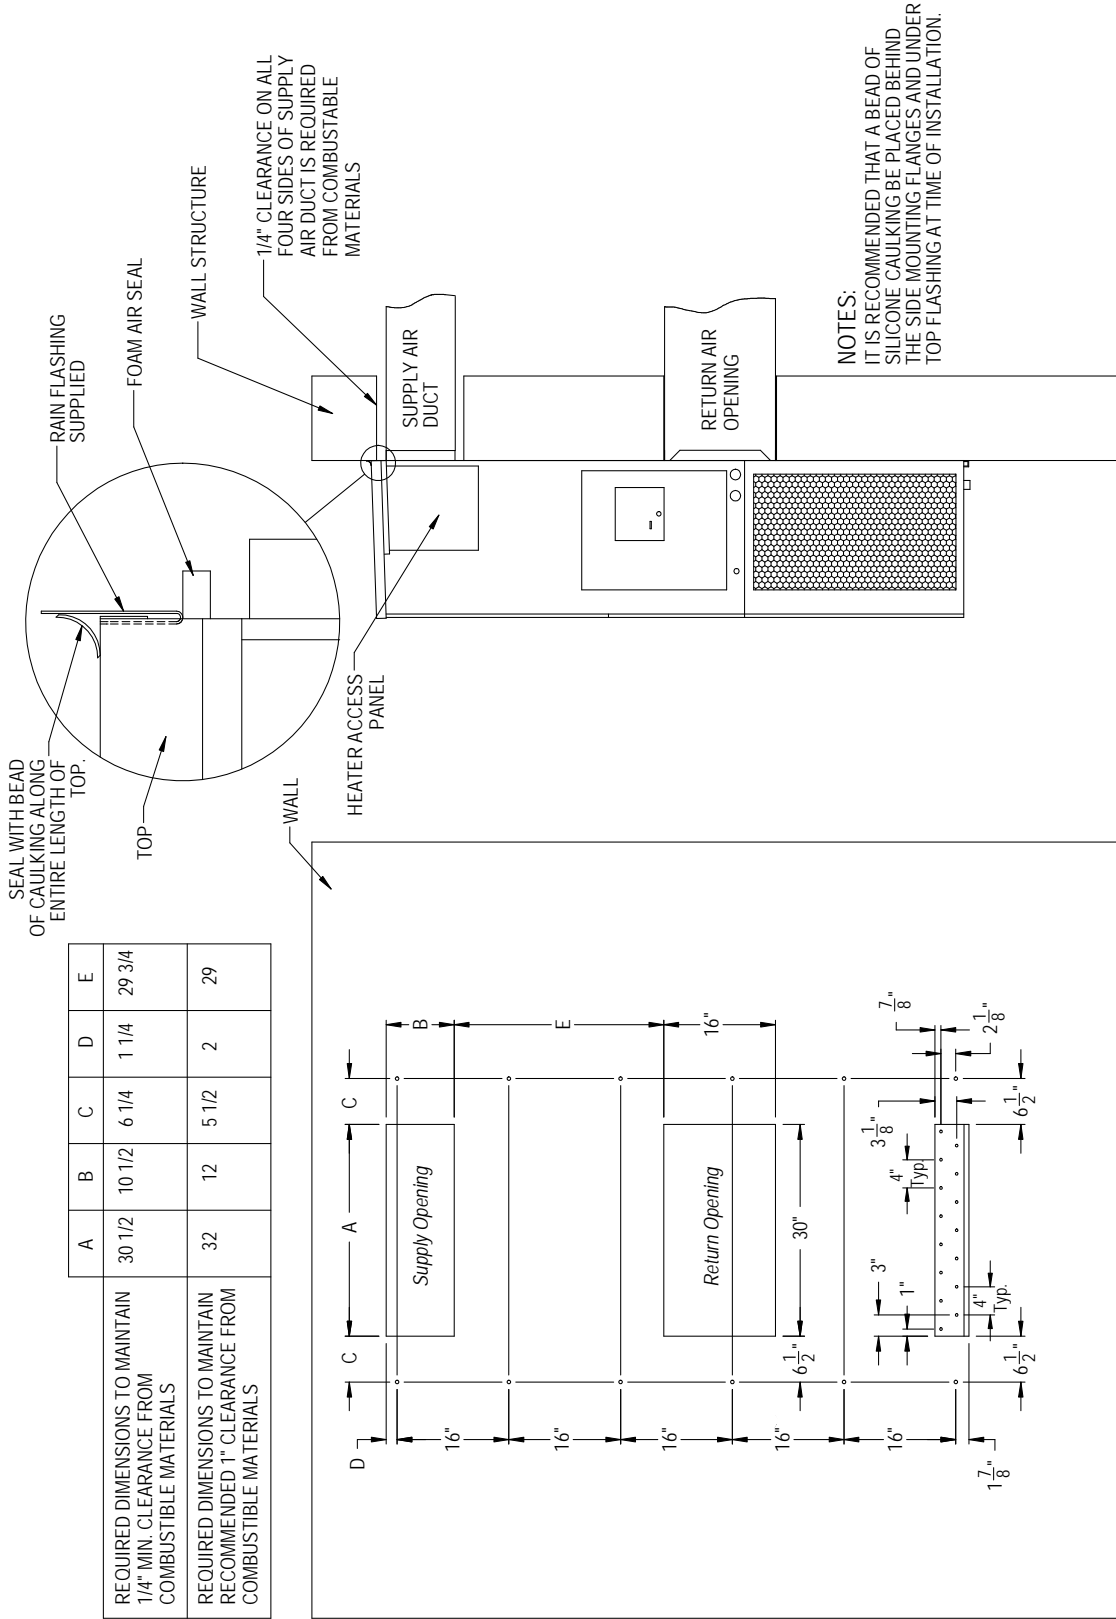 SEAL WITH BEAD
OF CAULKING ALONG
ENTIRE LENGTH OF
TOP.
RAIN FLASHING
SUPPLIED
FOAM AIR SEAL
TOP
WALL STRUCTURE
1/4" CLEARANCE ON ALL
FOUR SIDES OF SUPPLY
AIR DUCT IS REQUIRED
FROM COMBUSTABLE
MATERIALS
SUPPLY AIR
DUCT
HEATER ACCESS
PANEL
RETURN AIR
OPENING
NOTES:
IT IS RECOMMENDED THAT A BEAD OF
SILICONE CAULKING BE PLACED BEHIND
THE SIDE MOUNTING FLANGES AND UNDER
TOP FLASHING AT TIME OF INSTALLATION.
A B C D E
REQUIRED DIMENSIONS TO MAINTAIN
1/4" MIN. CLEARANCE FROM
COMBUSTIBLE MATERIALS
30 1/2 10 1/2 6 1/4 1 1/4 29 3/4
REQUIRED DIMENSIONS TO MAINTAIN
RECOMMENDED 1" CLEARANCE FROM
COMBUSTIBLE MATERIALS
32 12 5 1/2 2 29
WALL
C A C
D
B
Supply Opening
16"
16"
E
16"
Return Opening
16"
6 1/2"
30"
16"
16"
3"
1"
4"
Typ.
3 1/8"
7/8"
2 1/8"
4"
Typ.
1 7/8"
6 1/2"
6 1/2"